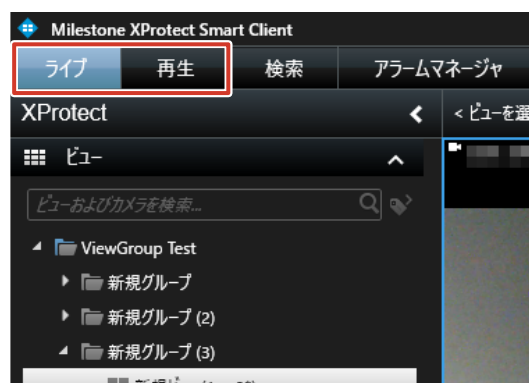 Milestone XProtect Smart Client
ライブ 再生 検索 アラームマネージャ
XProtect
< ビューを選
ビュー
ビューおよびカメラを検索...
ViewGroup Test
新規グループ
新規グループ (2)
新規グループ (3)